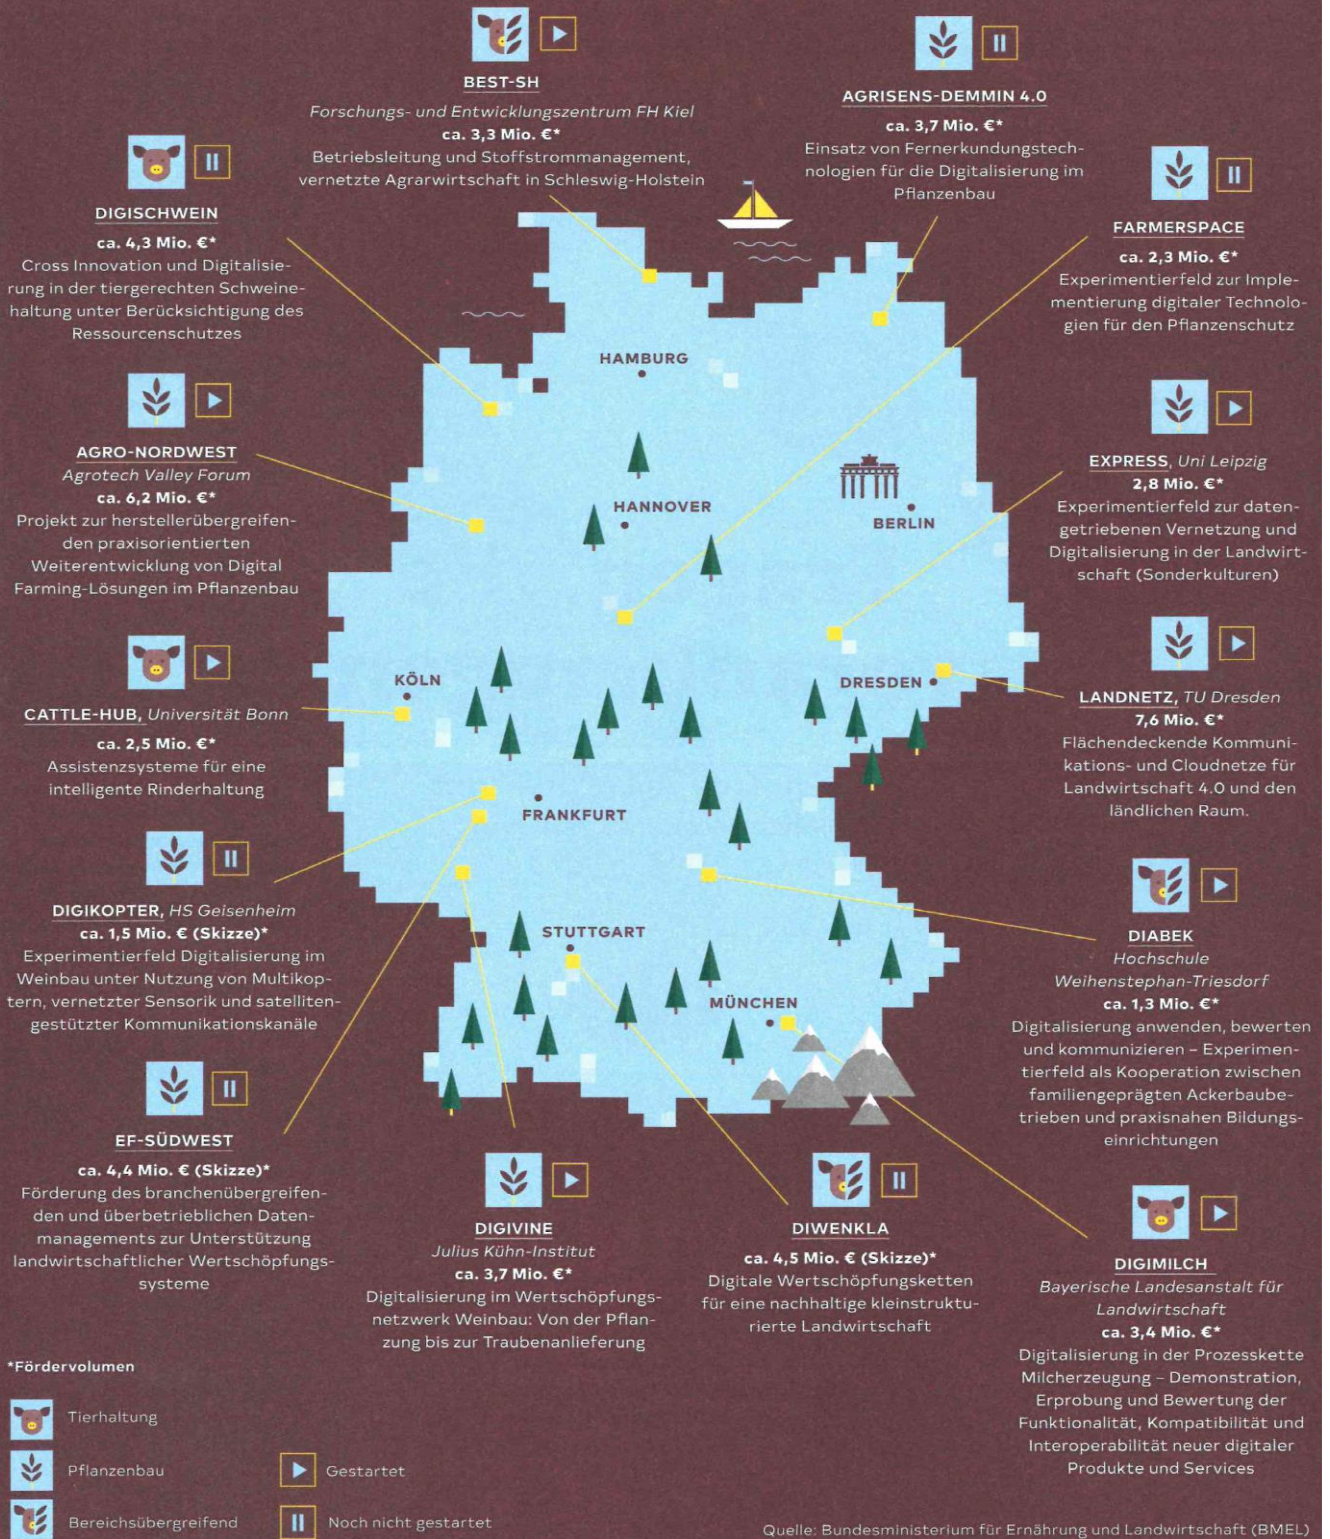 BEST-SH
Forschungs- und Entwicklungszentrum FH Kiel
ca. 3,3 Mio. €*
Betriebsleitung und Stoffstrommanagement,
vernetzte Agrarwirtschaft in Schleswig-Holstein
AGRISENS-DEMMIN 4.0
ca. 3,7 Mio. €*
Einsatz von Fernerkundungstech-
nologien für die Digitalisierung im
Pflanzenbau
DIGISCHWEIN
ca. 4,3 Mio. €*
Cross Innovation und Digitalisie-
rung in der tiergerechten Schweine-
haltung unter Berücksichtigung des
Ressourcenschutzes
FARMERSPACE
ca. 2,3 Mio. €*
Experimentierfeld zur Imple-
mentierung digitaler Technolo-
gien für den Pflanzenschutz
AGRO-NORDWEST
Agrotech Valley Forum
ca. 6,2 Mio. €*
Projekt zur herstellerübergreifen-
den praxisorientierten
Weiterentwicklung von Digital
Farming-Lösungen im Pflanzenbau
EXPRESS, Uni Leipzig
2,8 Mio. €*
Experimentierfeld zur daten-
getriebenen Vernetzung und
Digitalisierung in der Landwirt-
schaft (Sonderkulturen)
CATTLE-HUB, Universität Bonn
ca. 2,5 Mio. €*
Assistenzsysteme für eine
intelligente Rinderhaltung
LANDNETZ, TU Dresden
7,6 Mio. €*
Flächendeckende Kommuni-
kations- und Cloudnetze für
Landwirtschaft 4.0 und den
ländlichen Raum.
HAMBURG
HANNOVER
BERLIN
KÖLN
DRESDEN
FRANKFURT
STUTTGART
MÜNCHEN
DIGIKOPTER, HS Geisenheim
ca. 1,5 Mio. € (Skizze)*
Experimentierfeld Digitalisierung im
Weinbau unter Nutzung von Multikop-
tern, vernetzter Sensorik und satelliten-
gestützter Kommunikationskanäle
DIABEK
Hochschule
Weihenstephan-Triesdorf
ca. 1,3 Mio. €*
Digitalisierung anwenden, bewerten
und kommunizieren – Experimen-
tierfeld als Kooperation zwischen
familiengeprägten Ackerbaube-
trieben und praxisnahen Bildungs-
einrichtungen
EF-SÜDWEST
ca. 4,4 Mio. € (Skizze)*
Förderung des branchenübergreifen-
den und überbetrieblichen Daten-
managements zur Unterstützung
landwirtschaftlicher Wertschöpfungs-
systeme
DIGIVINE
Julius Kühn-Institut
ca. 3,7 Mio. €*
Digitalisierung im Wertschöpfungs-
netzwerk Weinbau: Von der Pflan-
zung bis zur Traubenanlieferung
DIWENKLA
ca. 4,5 Mio. € (Skizze)*
Digitale Wertschöpfungsketten
für eine nachhaltige kleinstruktu-
rierte Landwirtschaft
DIGIMILCH
Bayerische Landesanstalt für
Landwirtschaft
ca. 3,4 Mio. €*
Digitalisierung in der Prozesskette
Milcherzeugung – Demonstration,
Erprobung und Bewertung der
Funktionalität, Kompatibilität und
Interoperabilität neuer digitaler
Produkte und Services
*Fördervolumen
Tierhaltung
Pflanzenbau
Gestartet
Bereichsübergreifend
Noch nicht gestartet
Quelle: Bundesministerium für Ernährung und Landwirtschaft (BMEL)